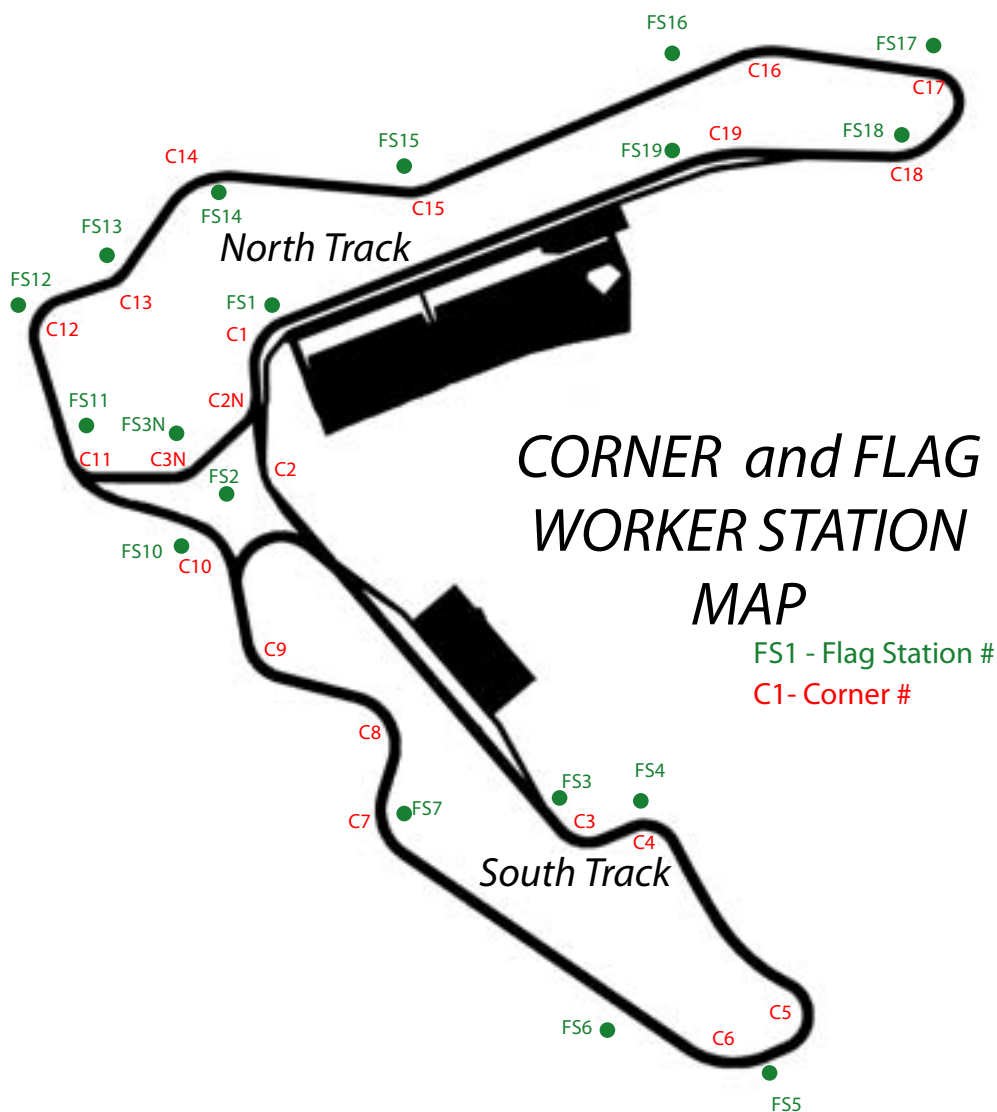 FS16
FS17
C16
C17
FS15
FS18
C19
FS19
C14
C18
C15
FS14
FS13
North Track
FS12
C13
FS1
C12
C1
FS11
C2N
FS3N
C11
C3N
C2
FS2
CORNER and FLAG
WORKER STATION
MAP
FS10
C10
FS1 - Flag Station #
C1- Corner #
C9
C8
FS4
FS3
FS7
C7
C3
C4
South Track
C5
FS6
C6
FS5